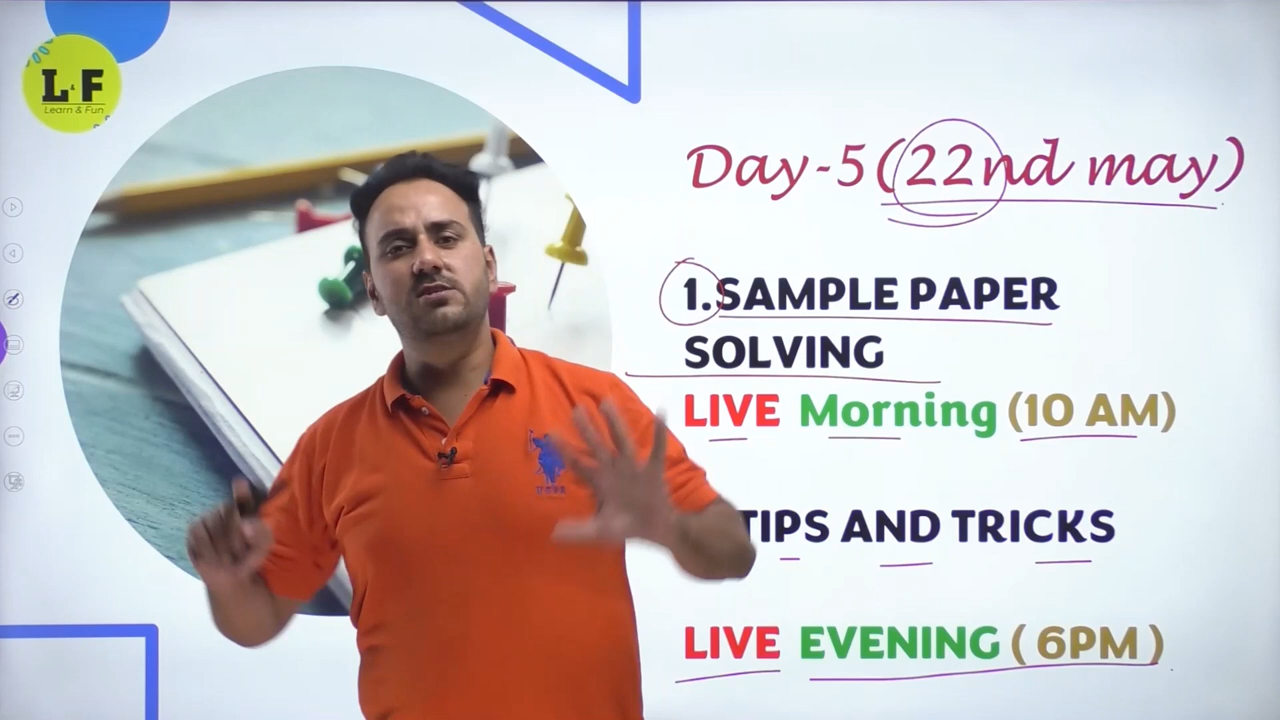 L&F
Learn & Fun
Day-5(22nd may)
1.SAMPLE PAPER
SOLVING
LIVE Morning (10 AM)
TIPS AND TRICKS
LIVE EVENING ( 6PM )